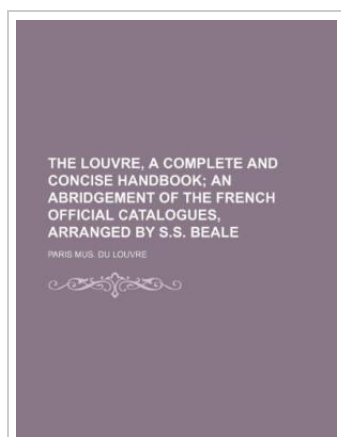 THE LOUVRE, A COMPLETE AND
CONCISE HANDBOOK; AN
ABRIDGEMENT OF THE FRENCH
OFFICIAL CATALOGUES,
ARRANGED BY S.S. BEALE
PARIS MUS. DU LOUVRE